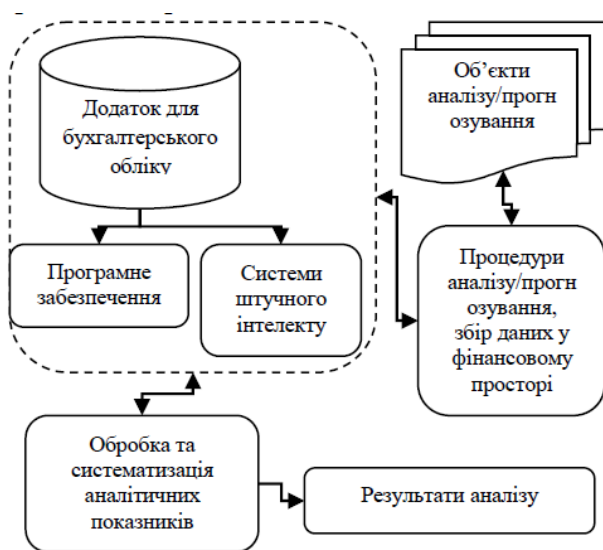 Додаток для
бухгалтерського
обліку
Програмне
забезпечення
Системи
штучного
інтелекту
Об’єкти
аналізу/прогн
озування
Процедури
аналізу/прогн
озування,
збір даних у
фінансовому
просторі
Обробка та
систематизація
аналітичних
показників
Результати аналізу